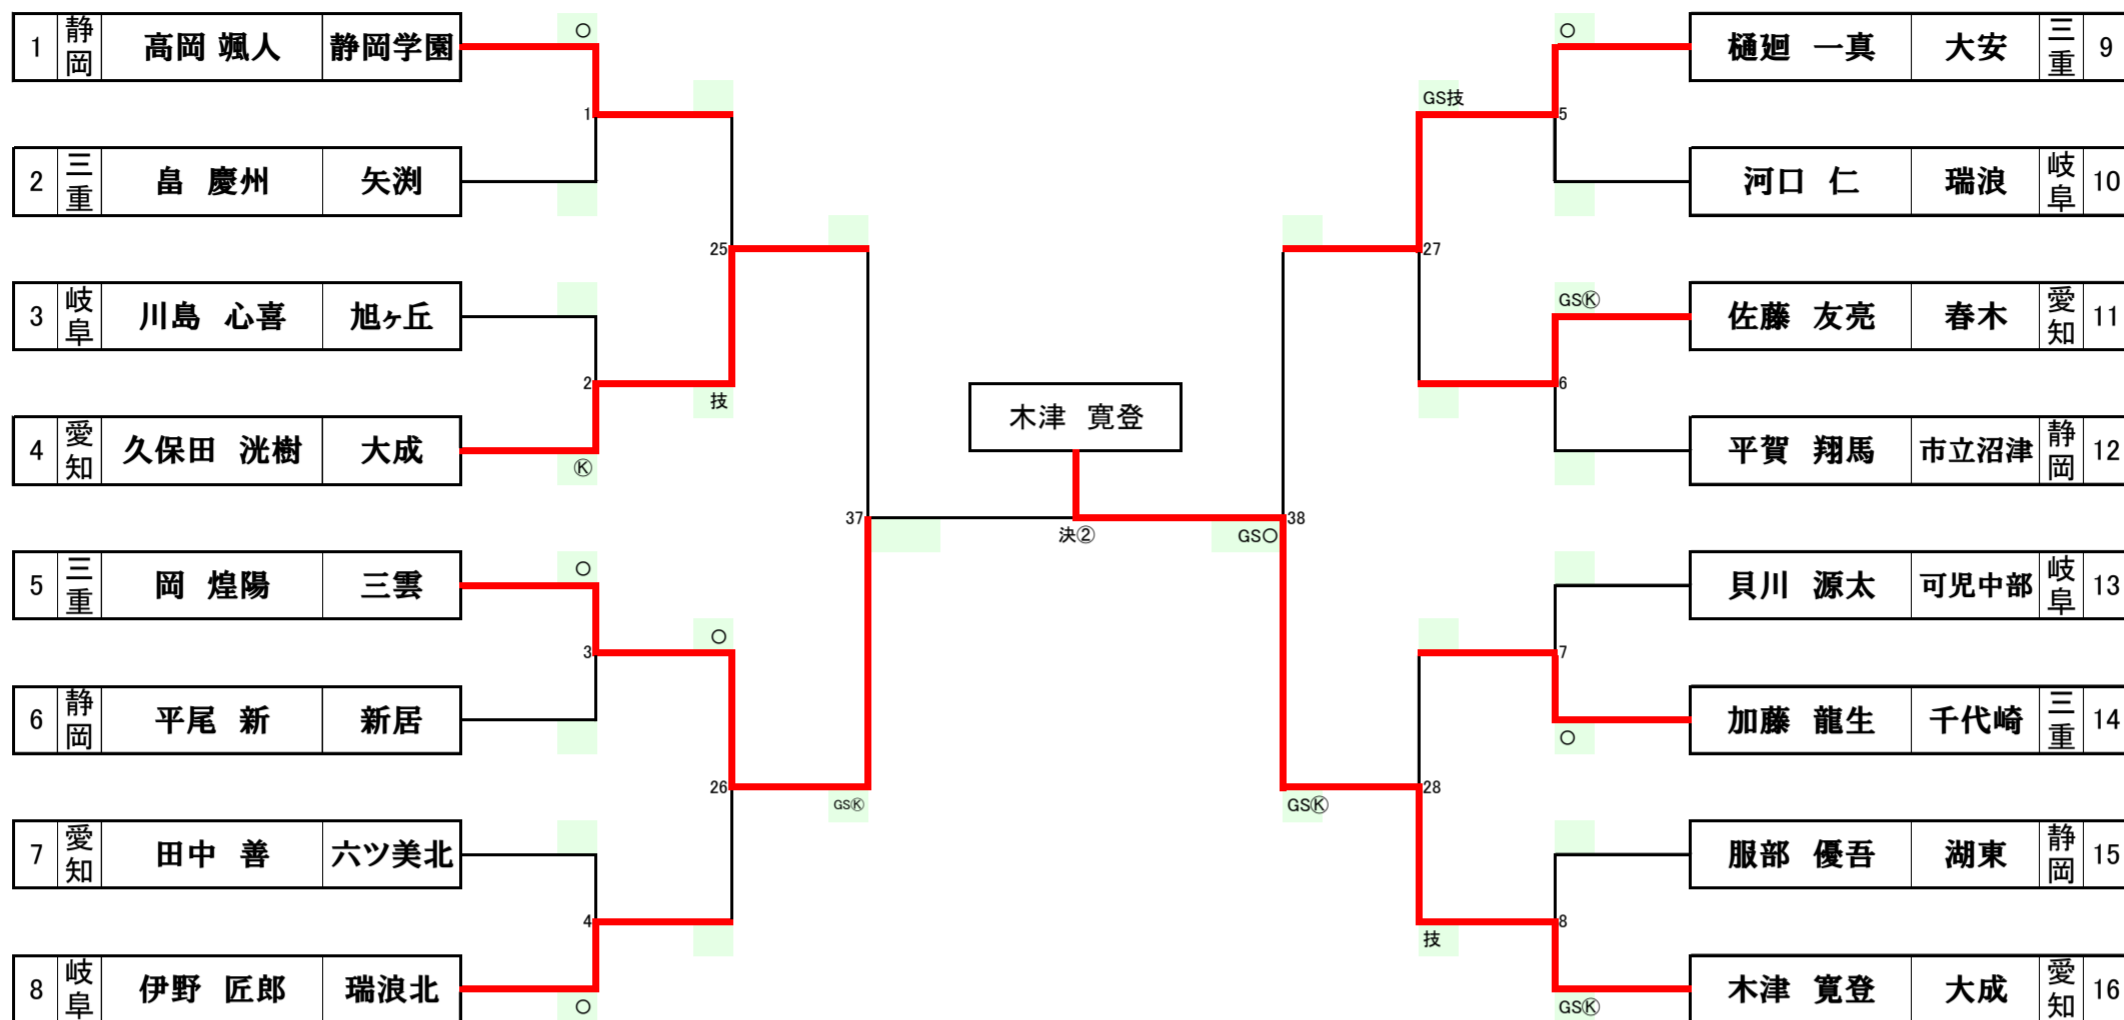 1 静岡 高岡 颯人 静岡学園
○
1
2 三重 畠 慶州 矢渕
25
3 岐阜 川島 心喜 旭ヶ丘
2
技
4 愛知 久保田 洸樹 大成
Ⓚ
37
5 三重 岡 煌陽 三雲
○
3
○
6 静岡 平尾 新 新居
26
GSⓀ
7 愛知 田中 善 六ツ美北
4
8 岐阜 伊野 匠郎 瑞浪北
○
木津 寛登
決②
GS○
38
○
樋廻 一真 大安 三重 9
GS技
5
河口 仁 瑞浪 岐阜 10
27
GSⓀ
佐藤 友亮 春木 愛知 11
6
平賀 翔馬 市立沼津 静岡 12
貝川 源太 可児中部 岐阜 13
7
加藤 龍生 千代崎 三重 14
○
GSⓀ
28
服部 優吾 湖東 静岡 15
8
技
木津 寛登 大成 愛知 16
GSⓀ